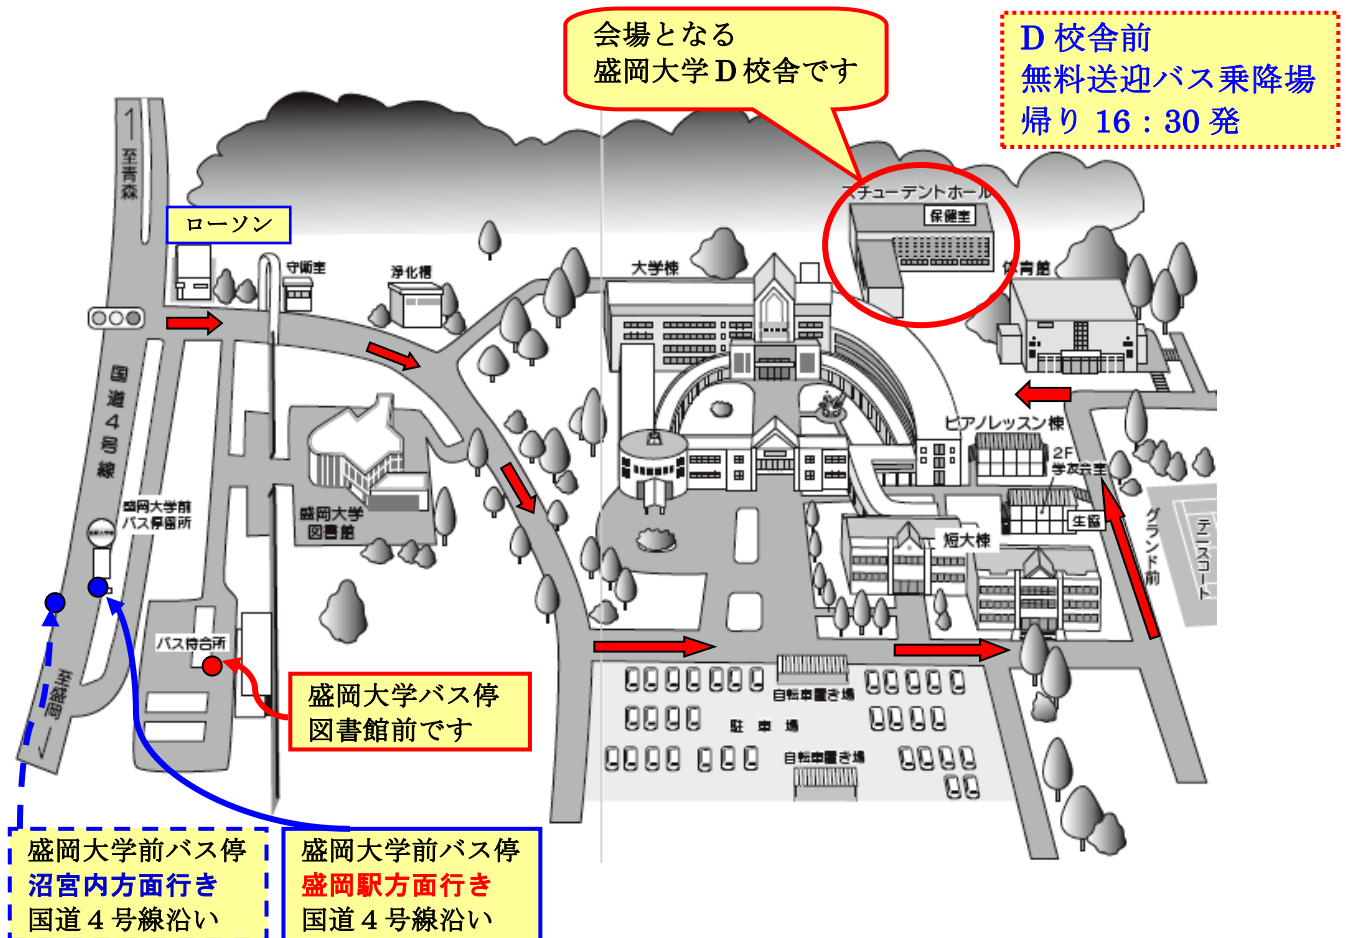 会場となる
盛岡大学D校舎です
D 校舎前
無料送迎バス乗降場
帰り 16：30 発
至青森
ローソン
守衛室
浄化槽
大学棟
スチューデントホール
保健室
体育館
国道4号線
盛岡大学前
バス停留所
盛岡大学
図書館
ピアノレッスン棟
2F
学友会室
生協
短大棟
グランド前
テニスコート
バス待合所
至盛岡
盛岡大学バス停
図書館前です
自転車置き場
駐車場
自転車置き場
盛岡大学前バス停
沼宮内方面行き
国道４号線沿い
盛岡大学前バス停
盛岡駅方面行き
国道４号線沿い